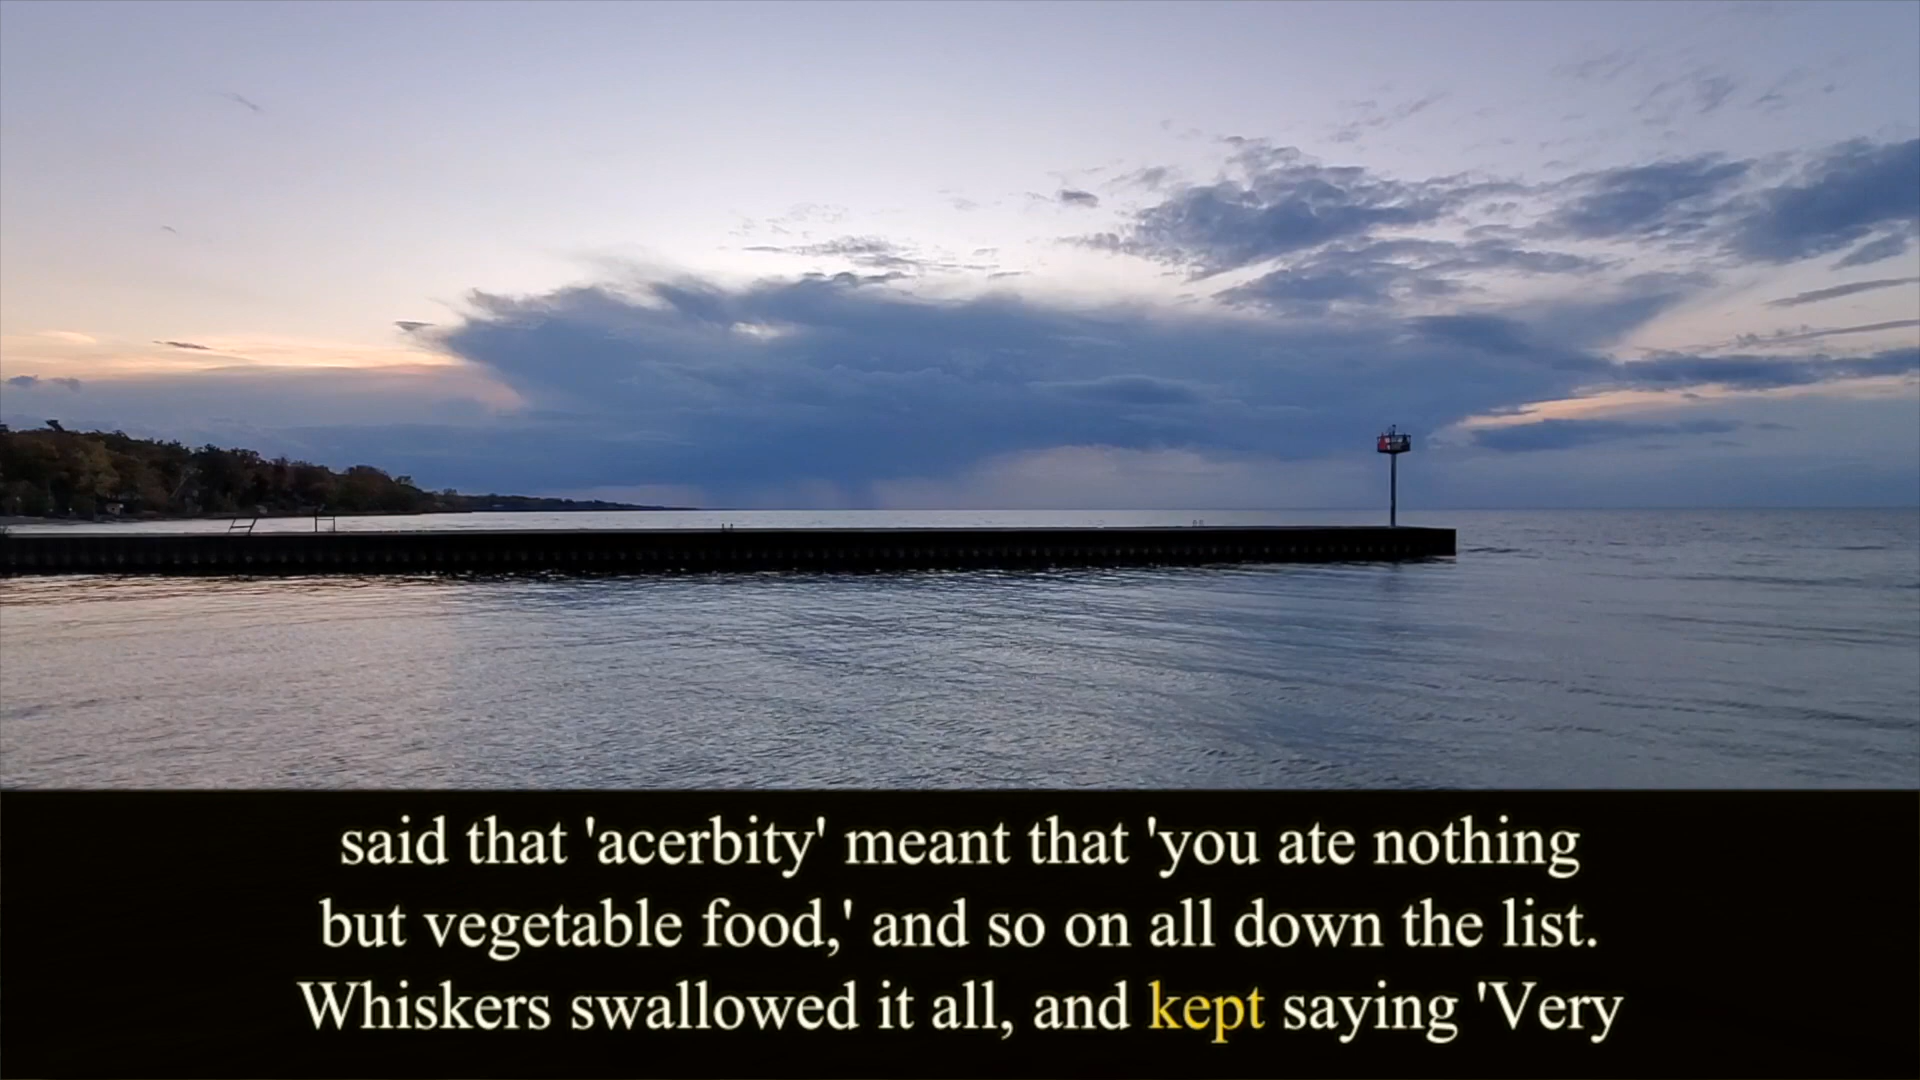 said that 'acerbity' meant that 'you ate nothing
but vegetable food,' and so on all down the list.
Whiskers swallowed it all, and kept saying 'Very